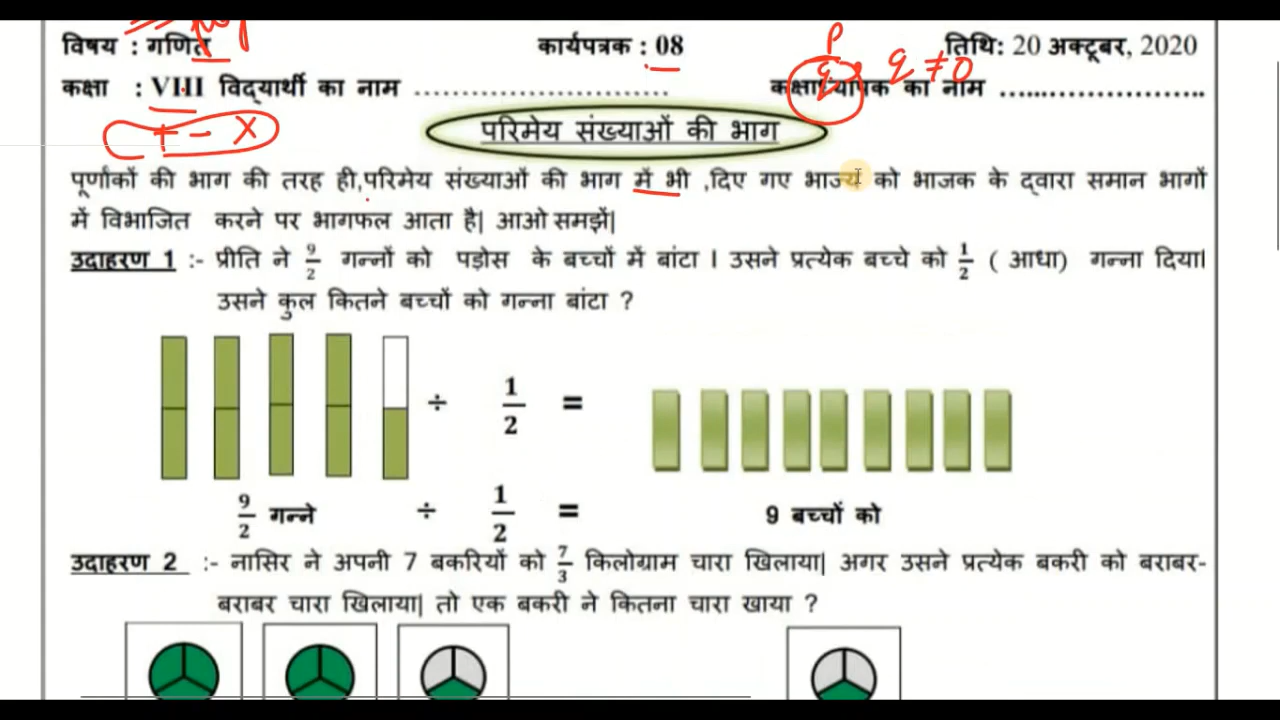 विषय : गणित कार्यपत्रक : 08 तिथि: 20 अक्टूबर, 2020
p
q q ≠ 0
कक्षा : VIII विद्यार्थी का नाम ............................ कक्षाध्यापक का नाम ........................
+ - ×
परिमेय संख्याओं की भाग
पूर्णांकों की भाग की तरह ही,परिमेय संख्याओं की भाग में भी ,दिए गए भाज्य को भाजक के द्वारा समान भागों
में विभाजित करने पर भागफल आता है| आओ समझें|
उदाहरण 1 :- प्रीति ने 9/2 गन्नों को पड़ोस के बच्चों में बांटा । उसने प्रत्येक बच्चे को 1/2 ( आधा) गन्ना दिया।
उसने कुल कितने बच्चों को गन्ना बांटा ?
÷ 1/2 =
9/2 गन्ने ÷ 1/2 = 9 बच्चों को
उदाहरण 2 :- नासिर ने अपनी 7 बकरियों को 7/3 किलोग्राम चारा खिलाया| अगर उसने प्रत्येक बकरी को बराबर-
बराबर चारा खिलाया| तो एक बकरी ने कितना चारा खाया ?